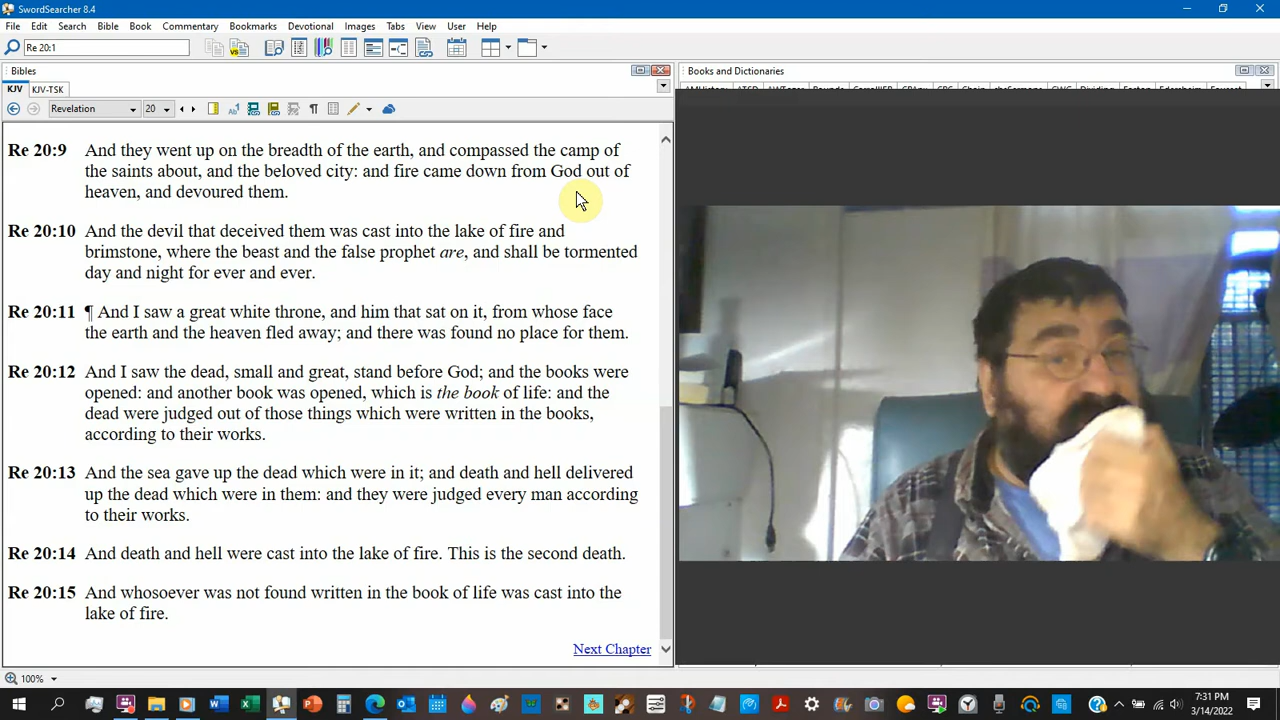 SwordSearcher 8.4
File Edit Search Bible Book Commentary Bookmarks Devotional Images Tabs View User Help
Re 20:1
Bibles
Books and Dictionaries
KJV KJV-TSK
Revelation 20
Re 20:9 And they went up on the breadth of the earth, and compassed the camp of
the saints about, and the beloved city: and fire came down from God out of
heaven, and devoured them.
Re 20:10 And the devil that deceived them was cast into the lake of fire and
brimstone, where the beast and the false prophet are, and shall be tormented
day and night for ever and ever.
Re 20:11 ¶ And I saw a great white throne, and him that sat on it, from whose face
the earth and the heaven fled away; and there was found no place for them.
Re 20:12 And I saw the dead, small and great, stand before God; and the books were
opened: and another book was opened, which is the book of life: and the
dead were judged out of those things which were written in the books,
according to their works.
Re 20:13 And the sea gave up the dead which were in it; and death and hell delivered
up the dead which were in them: and they were judged every man according
to their works.
Re 20:14 And death and hell were cast into the lake of fire. This is the second death.
Re 20:15 And whosoever was not found written in the book of life was cast into the
lake of fire.
Next Chapter
100%
7:31 PM
3/14/2022